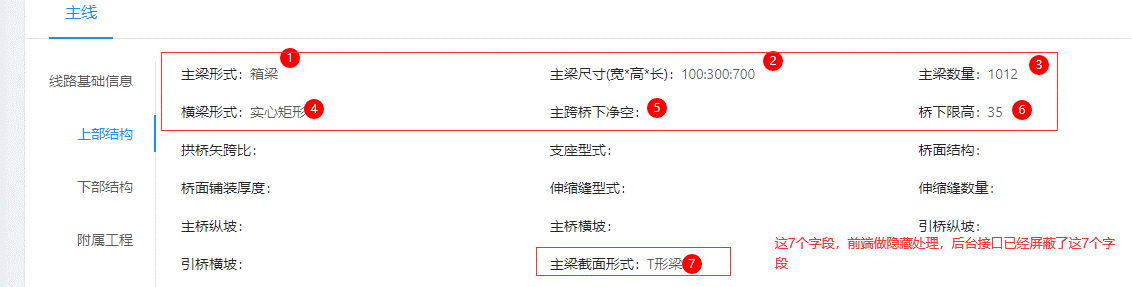 主线
线路基础信息
上部结构
下部结构
附属工程
主梁形式：箱梁 1 主梁尺寸(宽*高*长)：100:300:700 2 主梁数量：1012 3
横梁形式：实心矩形 4 主跨桥下净空： 5 桥下限高：35 6
拱桥矢跨比： 支座型式： 桥面结构：
桥面铺装厚度： 伸缩缝型式： 伸缩缝数量：
主桥纵坡： 主桥横坡： 引桥纵坡：
引桥横坡： 主梁截面形式：T形梁 7
这7个字段，前端做隐藏处理，后台接口已经屏蔽了这7个字
段